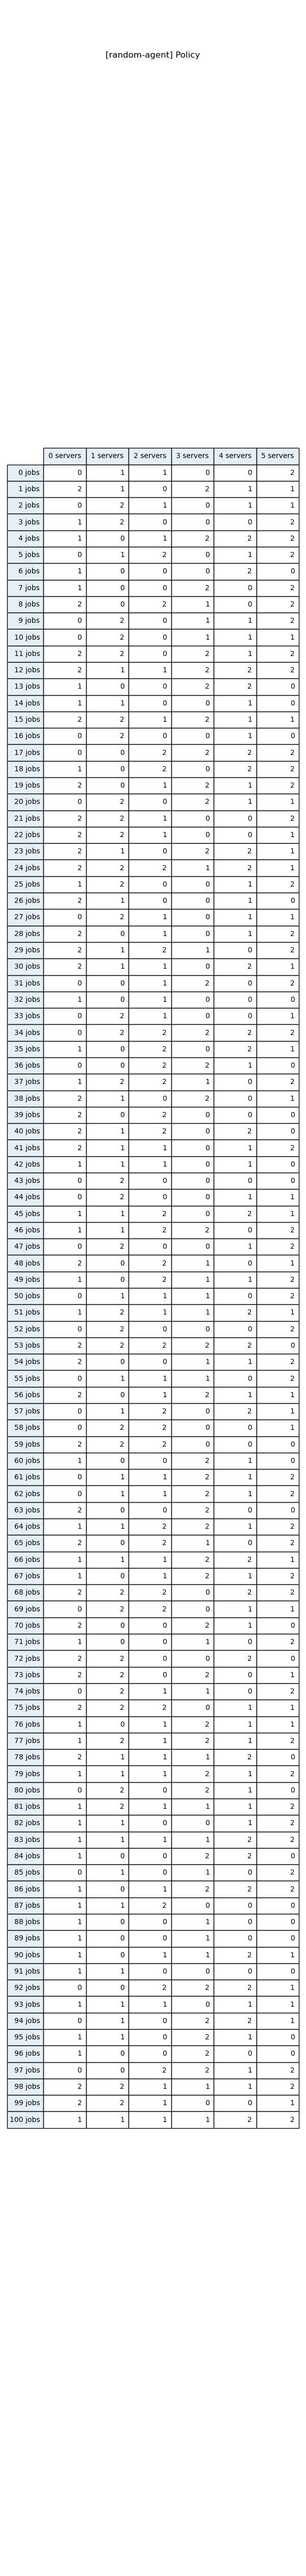 [random-agent] Policy
0 servers 1 servers 2 servers 3 servers 4 servers 5 servers
0 jobs 0 1 1 0 0 2
1 jobs 2 1 0 2 1 1
2 jobs 0 2 1 0 1 1
3 jobs 1 2 0 0 0 2
4 jobs 1 0 1 2 2 2
5 jobs 0 1 2 0 1 2
6 jobs 1 0 0 0 2 0
7 jobs 1 0 0 2 0 2
8 jobs 2 0 2 1 0 2
9 jobs 0 2 0 1 1 2
10 jobs 0 2 0 1 1 1
11 jobs 2 2 0 2 1 2
12 jobs 2 1 1 2 2 2
13 jobs 1 0 0 2 2 0
14 jobs 1 1 0 0 1 0
15 jobs 2 2 1 2 1 1
16 jobs 0 2 0 0 1 0
17 jobs 0 0 2 2 2 2
18 jobs 1 0 2 0 2 2
19 jobs 2 0 1 2 1 2
20 jobs 0 2 0 2 1 1
21 jobs 2 2 1 0 0 2
22 jobs 2 2 1 0 0 1
23 jobs 2 1 0 2 2 1
24 jobs 2 2 2 1 2 1
25 jobs 1 2 0 0 1 2
26 jobs 2 1 0 0 1 0
27 jobs 0 2 1 0 1 1
28 jobs 2 0 1 0 1 2
29 jobs 2 1 2 1 0 2
30 jobs 2 1 1 0 2 1
31 jobs 0 0 1 2 0 2
32 jobs 1 0 1 0 0 0
33 jobs 0 2 1 0 0 1
34 jobs 0 2 2 2 2 2
35 jobs 1 0 2 0 2 1
36 jobs 0 0 2 2 1 0
37 jobs 1 2 2 1 0 2
38 jobs 2 1 0 2 0 1
39 jobs 2 0 2 0 0 0
40 jobs 2 1 2 0 2 0
41 jobs 2 1 1 0 1 2
42 jobs 1 1 1 0 1 0
43 jobs 0 2 0 0 0 0
44 jobs 0 2 0 0 1 1
45 jobs 1 1 2 0 2 1
46 jobs 1 1 2 2 0 2
47 jobs 0 2 0 0 1 2
48 jobs 2 0 2 1 0 1
49 jobs 1 0 2 1 1 2
50 jobs 0 1 1 1 0 2
51 jobs 1 2 1 1 2 1
52 jobs 0 2 0 0 0 2
53 jobs 2 2 2 2 2 0
54 jobs 2 0 0 1 1 2
55 jobs 0 1 1 1 0 2
56 jobs 2 0 1 2 1 1
57 jobs 0 1 2 0 2 1
58 jobs 0 2 2 0 0 1
59 jobs 2 2 2 0 0 0
60 jobs 1 0 0 2 1 0
61 jobs 0 1 1 2 1 2
62 jobs 0 1 1 2 1 2
63 jobs 2 0 0 2 0 0
64 jobs 1 1 2 2 1 2
65 jobs 2 0 2 1 0 2
66 jobs 1 1 1 2 2 1
67 jobs 1 0 1 2 1 2
68 jobs 2 2 2 0 2 2
69 jobs 0 2 2 0 1 1
70 jobs 2 0 0 2 1 0
71 jobs 1 0 0 1 0 2
72 jobs 2 2 0 0 2 0
73 jobs 2 2 0 2 0 1
74 jobs 0 2 1 1 0 2
75 jobs 2 2 2 0 1 1
76 jobs 1 0 1 2 1 1
77 jobs 1 2 1 2 1 2
78 jobs 2 1 1 1 2 0
79 jobs 1 1 1 2 1 2
80 jobs 0 2 0 2 1 0
81 jobs 1 2 1 1 1 2
82 jobs 1 1 0 0 1 2
83 jobs 1 1 1 1 2 2
84 jobs 1 0 0 2 2 0
85 jobs 0 1 0 1 0 2
86 jobs 1 0 1 2 2 2
87 jobs 1 1 2 0 0 0
88 jobs 1 0 0 1 0 0
89 jobs 1 0 0 1 0 0
90 jobs 1 0 1 1 2 1
91 jobs 1 1 0 0 0 0
92 jobs 0 0 2 2 2 1
93 jobs 1 1 1 0 1 1
94 jobs 0 1 0 2 2 1
95 jobs 1 1 0 2 1 0
96 jobs 1 0 0 2 0 0
97 jobs 0 0 2 2 1 2
98 jobs 2 2 1 1 1 2
99 jobs 2 2 1 0 0 1
100 jobs 1 1 1 1 2 2